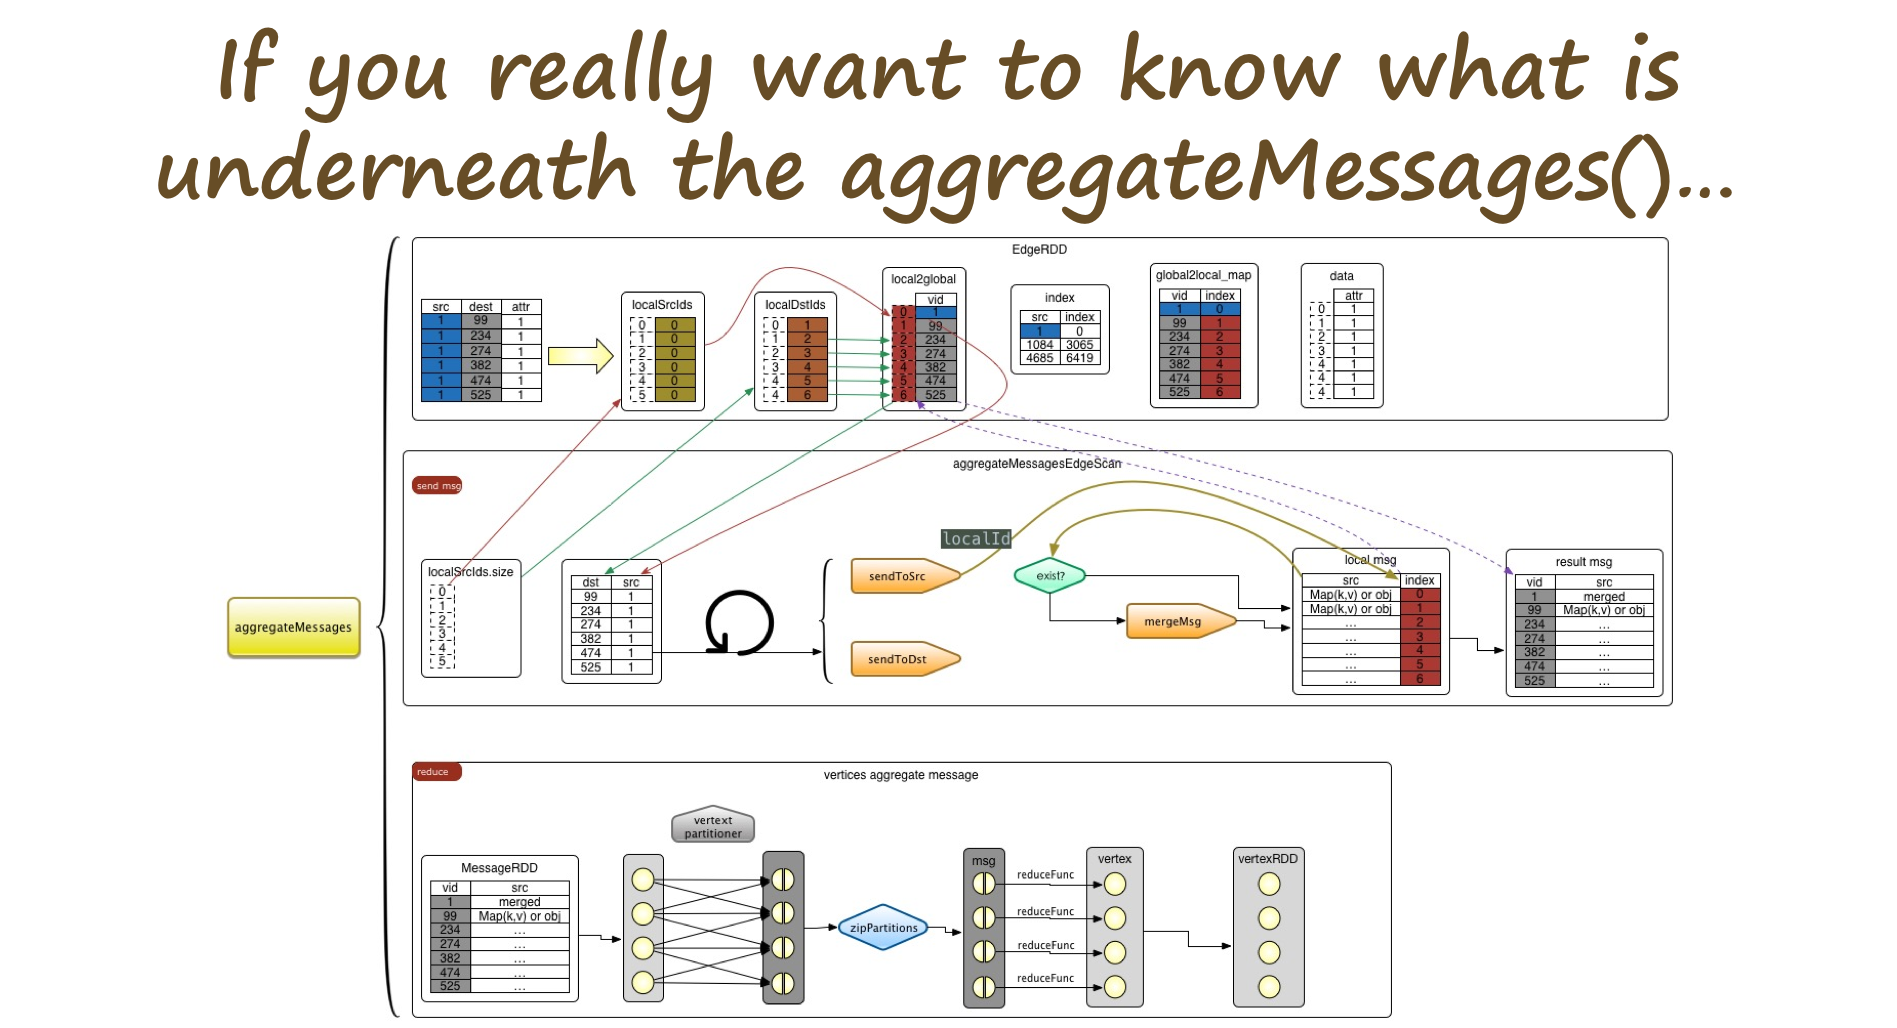 If you really want to know what is
underneath the aggregateMessages()...
EdgeRDD
src dest attr
1 99 1
1 234 1
1 274 1
1 382 1
1 474 1
1 525 1
localSrcIds
0 0
1 0
2 0
3 0
4 0
5 0
localDstIds
0 1
1 2
2 3
3 4
4 5
4 6
local2global
vid
0 1
1 99
2 234
3 274
4 382
5 474
6 525
index
src index
1 0
1084 3065
4685 6419
global2local_map
vid index
1 0
99 1
234 2
274 3
382 4
474 5
525 6
data
attr
0 1
1 1
2 1
3 1
4 1
4 1
4 1
aggregateMessages
aggregateMessagesEdgeScan
send msg
localSrcIds.size
0
1
2
3
4
5
dst src
99 1
234 1
274 1
382 1
474 1
525 1
sendToSrc
sendToDst
localId
exist?
mergeMsg
local msg
src index
Map(k,v) or obj 0
Map(k,v) or obj 1
... 2
... 3
... 4
... 5
... 6
result msg
vid src
1 merged
99 Map(k,v) or obj
234 ...
274 ...
382 ...
474 ...
525 ...
reduce
vertices aggregate message
vertext
partitioner
MessageRDD
vid src
1 merged
99 Map(k,v) or obj
234 ...
274 ...
382 ...
474 ...
525 ...
zipPartitions
msg
reduceFunc
reduceFunc
reduceFunc
reduceFunc
vertex
vertexRDD